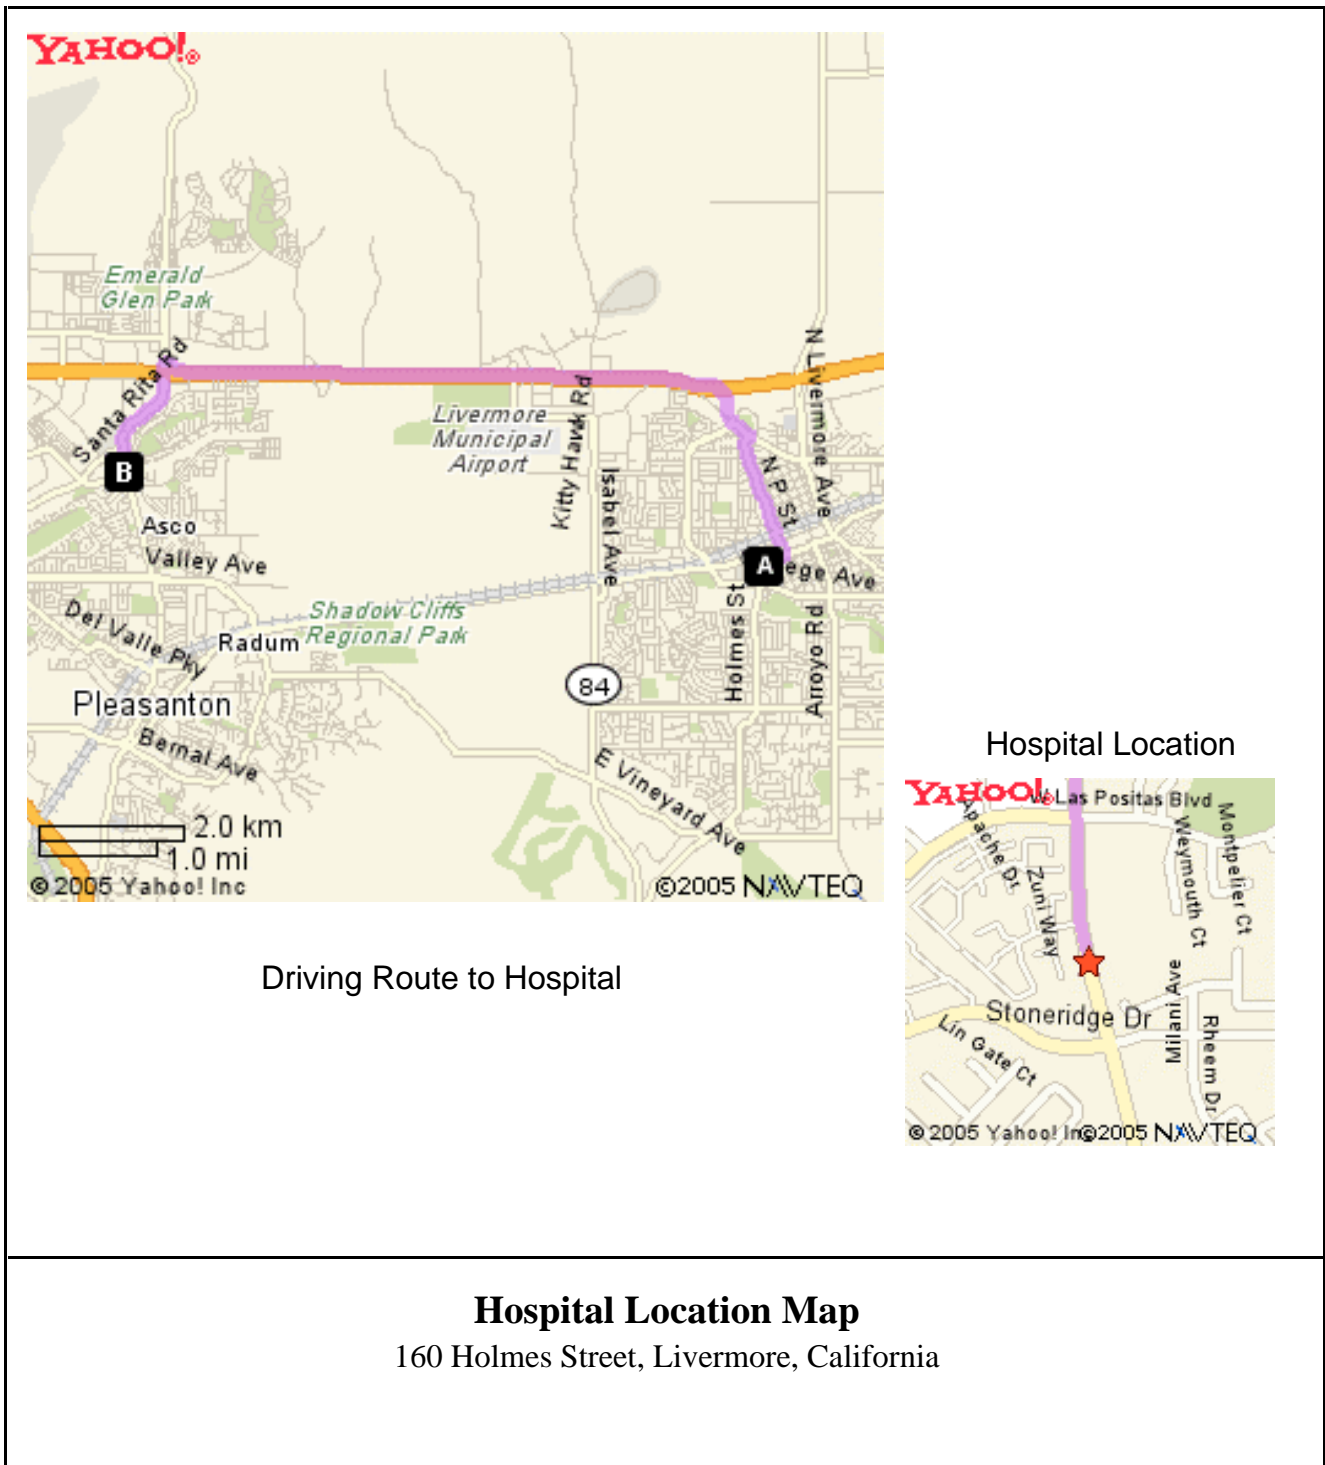 YAHOO!®
Emerald
Glen Park
Santa Rita Rd
N Livermore Ave
Livermore
Municipal
Airport
Kitty Hawk Rd
Isabel Ave
N P St
B
Asco
Valley Ave
A
ege Ave
Shadow Cliffs
Regional Park
Del Valle Pky
Radum
Holmes St
Arroyo Rd
84
Pleasanton
Bernal Ave
E Vineyard Ave
2.0 km
1.0 mi
© 2005 Yahoo! Inc
©2005 NAVTEQ
Hospital Location
YAHOO!
W Las Positas Blvd
Apache Dr
Zuni Way
Weymouth Ct
Montpelier Ct
Stoneridge Dr
Milani Ave
Lin Gate Ct
Rheem Dr
© 2005 Yahoo! Inc
©2005 NAVTEQ
Driving Route to Hospital
Hospital Location Map
160 Holmes Street, Livermore, California